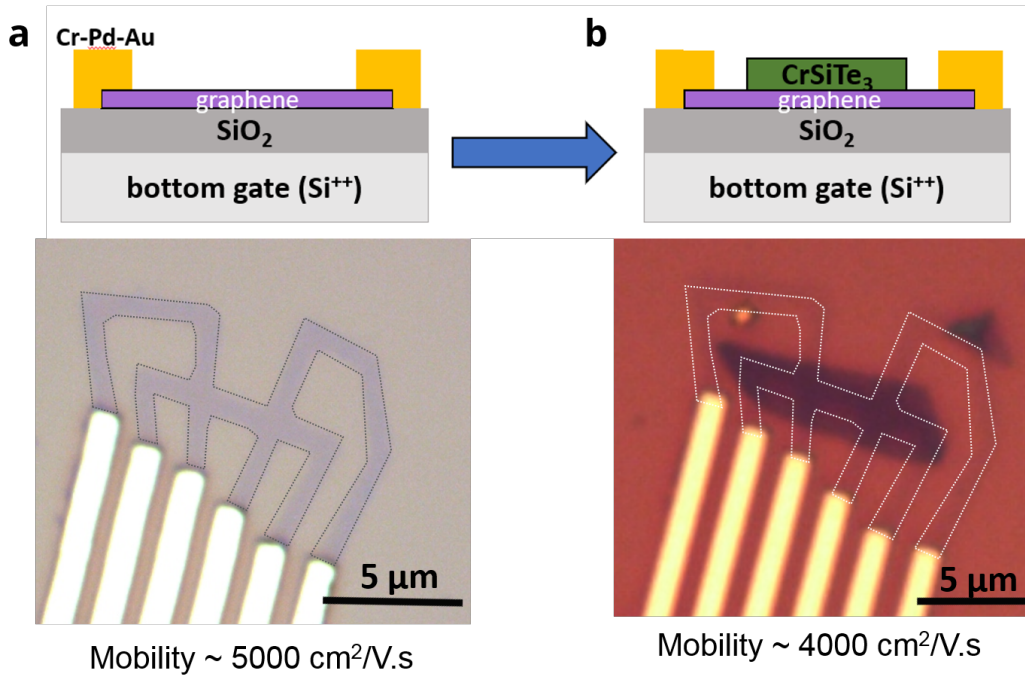 a
Cr-Pd-Au
graphene
SiO₂
bottom gate (Si⁺⁺)
5 µm
Mobility ~ 5000 cm²/V.s
b
CrSiTe₃
graphene
SiO₂
bottom gate (Si⁺⁺)
5 µm
Mobility ~ 4000 cm²/V.s